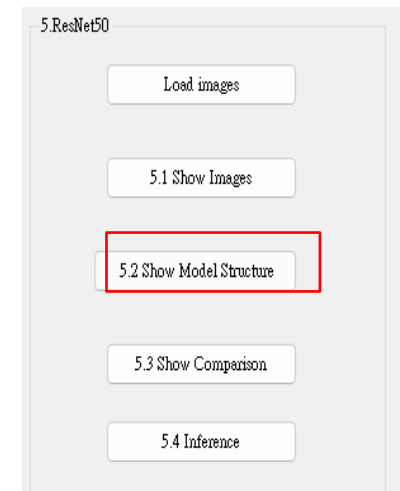 5.ResNet50
Load images
5.1 Show Images
5.2 Show Model Structure
5.3 Show Comparison
5.4 Inference